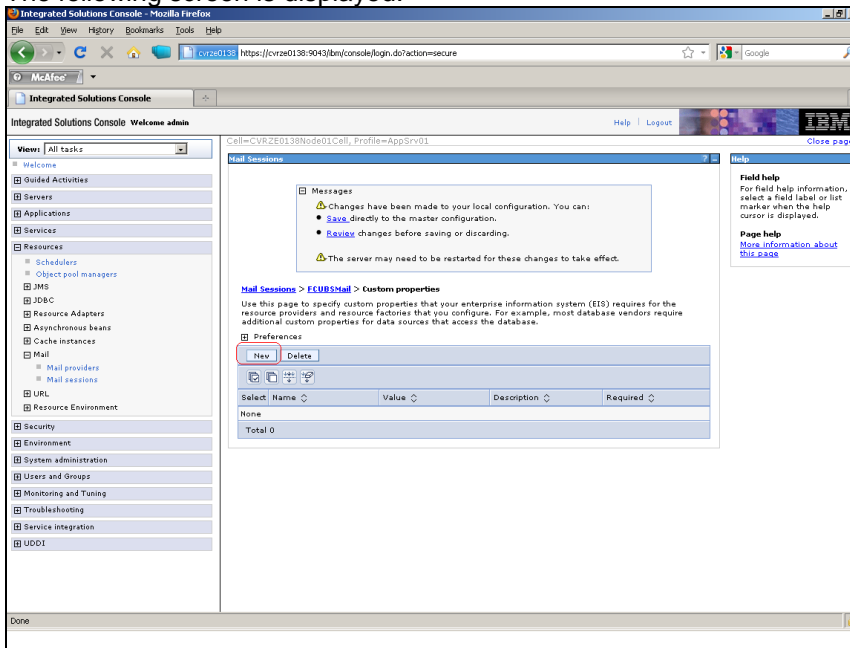 The following screen is displayed.
Integrated Solutions Console - Mozilla Firefox
File Edit View History Bookmarks Tools Help
cvrze0138 https://cvrze0138:9043/ibm/console/login.do?action=secure
Google
McAfee
Integrated Solutions Console
Integrated Solutions Console Welcome admin
Help | Logout
IBM
Cell=CVRZE0138Node01Cell, Profile=AppSrv01
Close page
View: All tasks
Welcome
Guided Activities
Servers
Applications
Services
Resources
Schedulers
Object pool managers
JMS
JDBC
Resource Adapters
Asynchronous beans
Cache instances
Mail
Mail providers
Mail sessions
URL
Resource Environment
Security
Environment
System administration
Users and Groups
Monitoring and Tuning
Troubleshooting
Service integration
UDDI
Mail Sessions
? -
Messages
Changes have been made to your local configuration. You can:
Save directly to the master configuration.
Review changes before saving or discarding.
The server may need to be restarted for these changes to take effect.
Mail Sessions > FCUBSMail > Custom properties
Use this page to specify custom properties that your enterprise information system (EIS) requires for the
resource providers and resource factories that you configure. For example, most database vendors require
additional custom properties for data sources that access the database.
Preferences
New Delete
Select Name Value Description Required
None
Total 0
Help
Field help
For field help information,
select a field label or list
marker when the help
cursor is displayed.
Page help
More information about
this page
Done